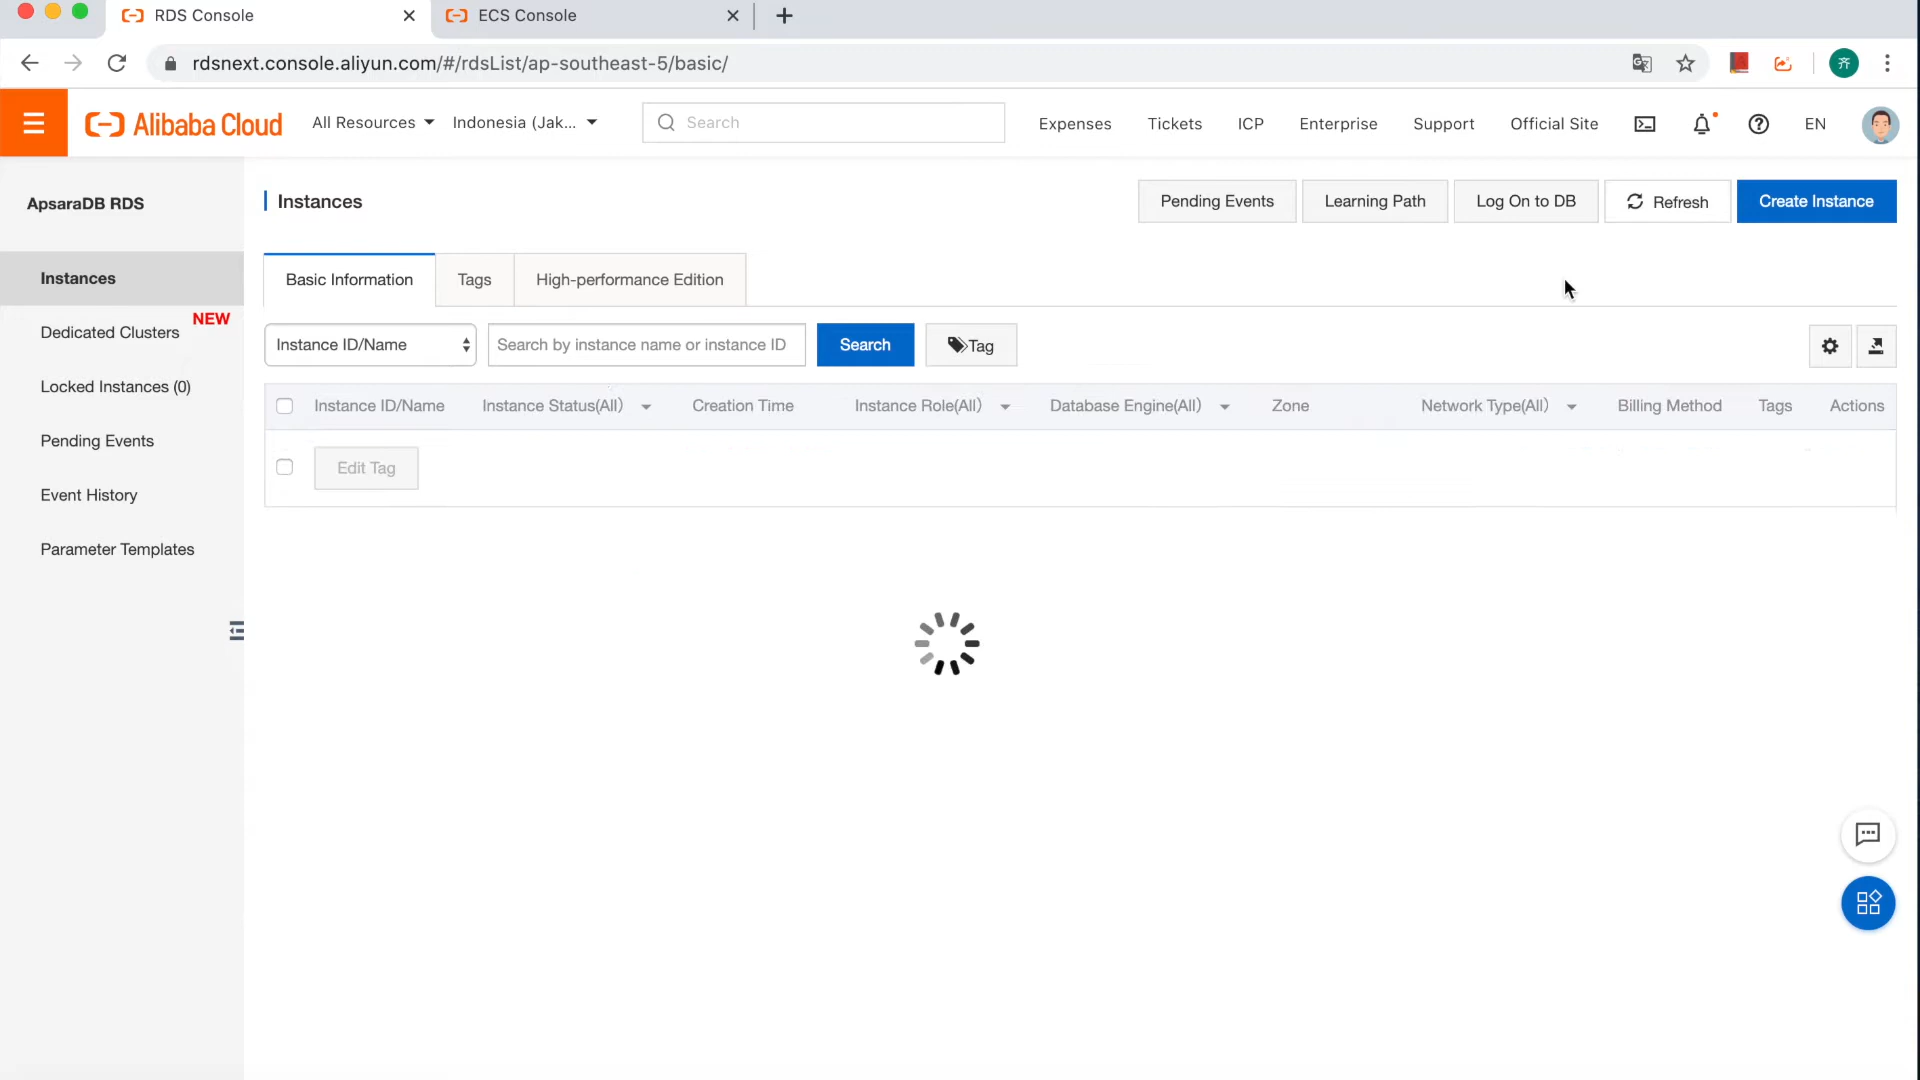 RDS Console
ECS Console
rdsnext.console.aliyun.com/#/rdsList/ap-southeast-5/basic/
齐
Alibaba Cloud
All Resources
Indonesia (Jak...
Search
Expenses
Tickets
ICP
Enterprise
Support
Official Site
EN
ApsaraDB RDS
Instances
Dedicated Clusters
NEW
Locked Instances (0)
Pending Events
Event History
Parameter Templates
Instances
Pending Events
Learning Path
Log On to DB
Refresh
Create Instance
Basic Information
Tags
High-performance Edition
Instance ID/Name
Search by instance name or instance ID
Search
Tag
Instance ID/Name
Instance Status(All)
Creation Time
Instance Role(All)
Database Engine(All)
Zone
Network Type(All)
Billing Method
Tags
Actions
Edit Tag